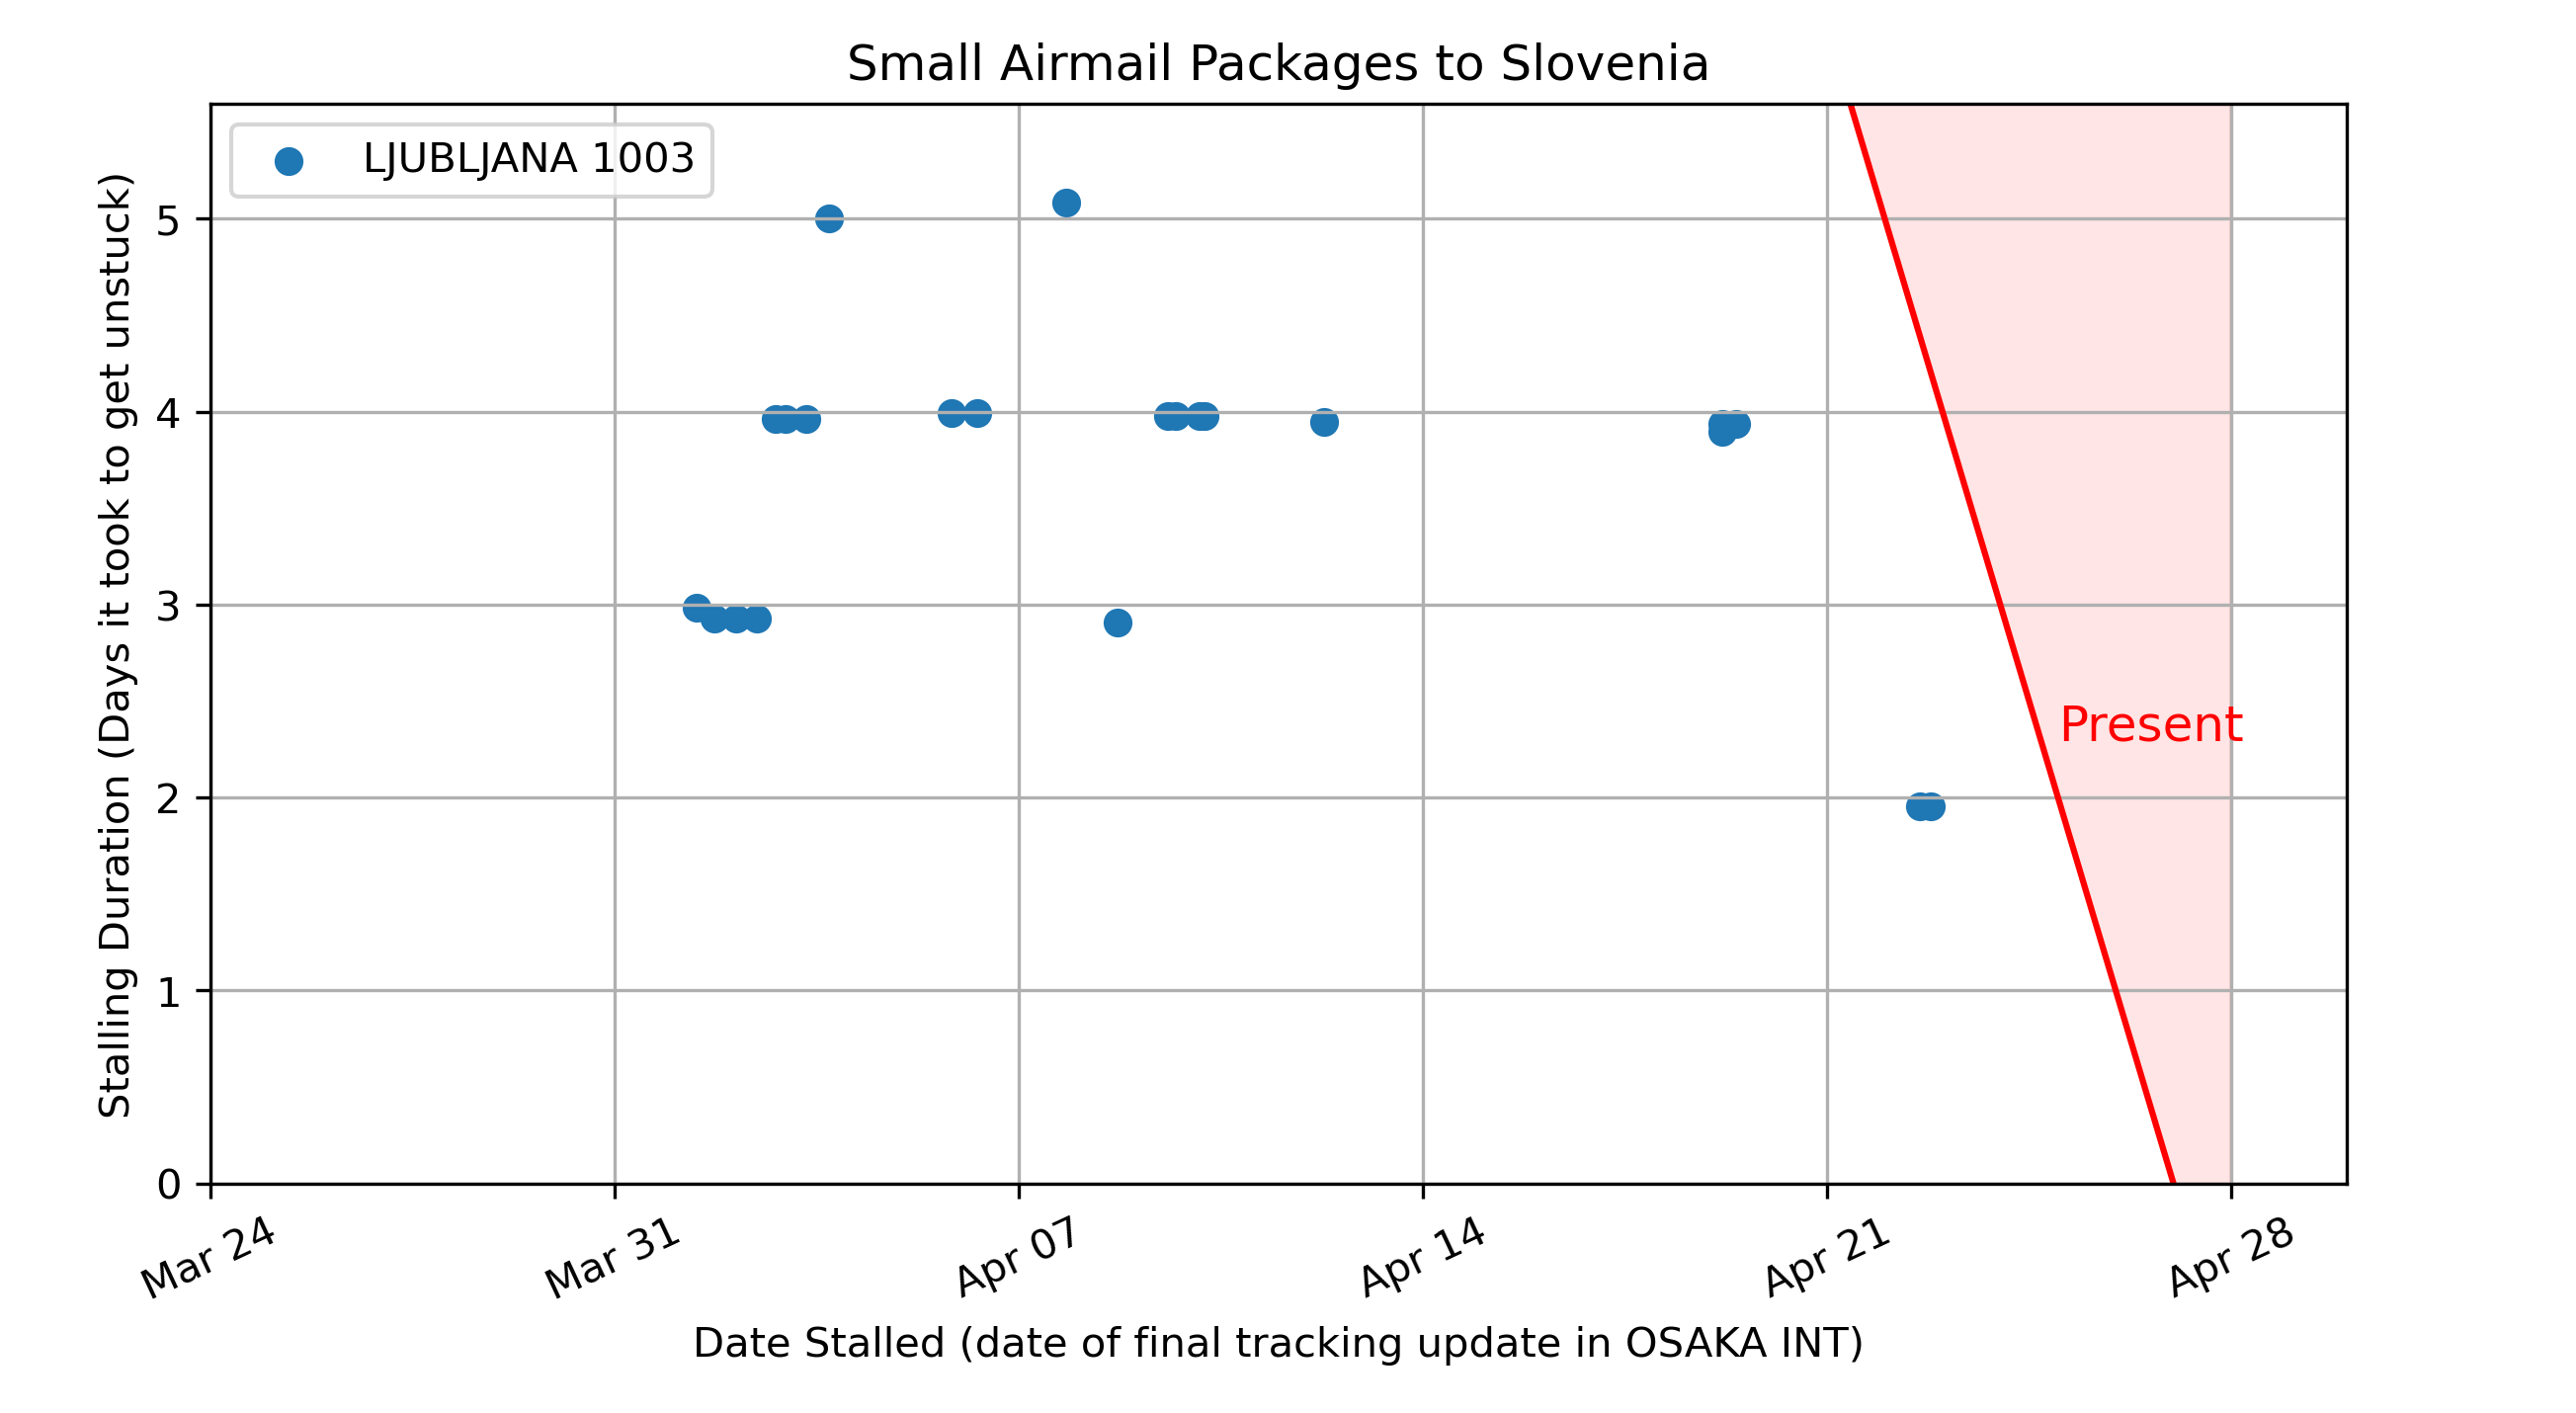 Small Airmail Packages to Slovenia
LJUBLJANA 1003
Stalling Duration (Days it took to get unstuck)
5
4
3
2
1
0
Present
Mar 24
Mar 31
Apr 07
Apr 14
Apr 21
Apr 28
Date Stalled (date of final tracking update in OSAKA INT)